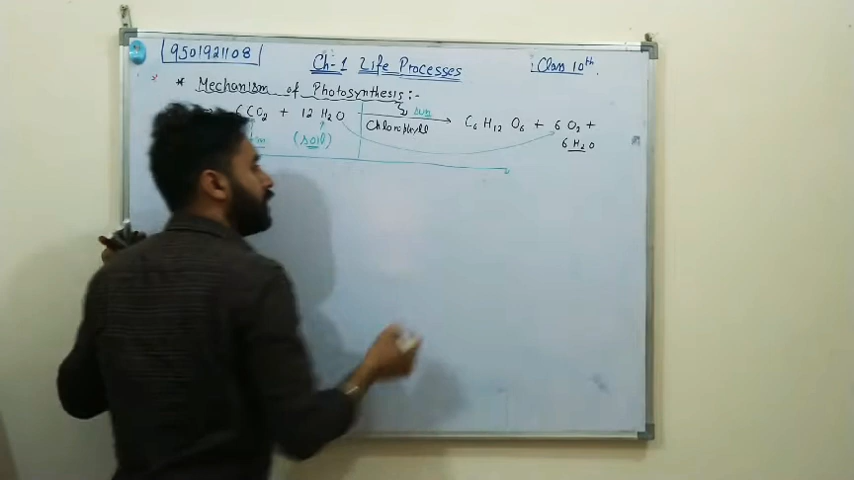 9501921108
Ch-1 Life Processes
Class 10th
* Mechanism of Photosynthesis :-
6CO2 + 12 H2O → C6 H12 O6 + 6 O2 +
6 H2O
sun
Chlorophyll
(soil)